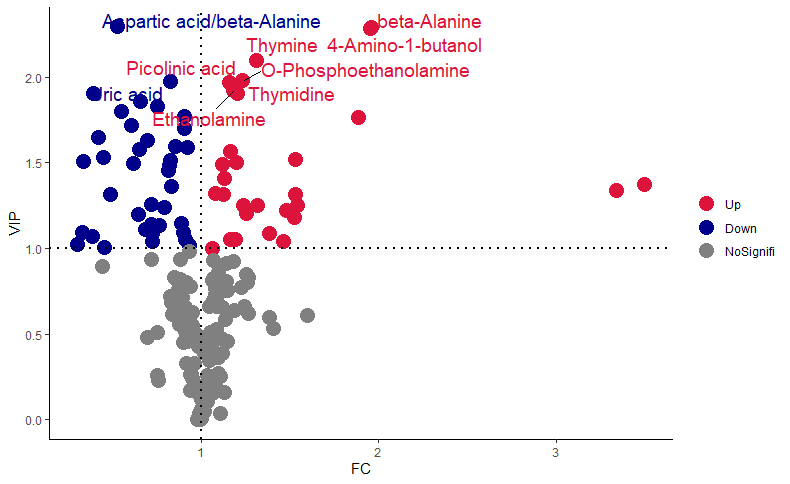 Aspartic acid/beta-Alanine
beta-Alanine
Thymine
4-Amino-1-butanol
Picolinic acid
O-Phosphoethanolamine
Uric acid
Thymidine
Ethanolamine
2.0
1.5
1.0
0.5
0.0
VIP
1
2
3
FC
Up
Down
NoSignifi